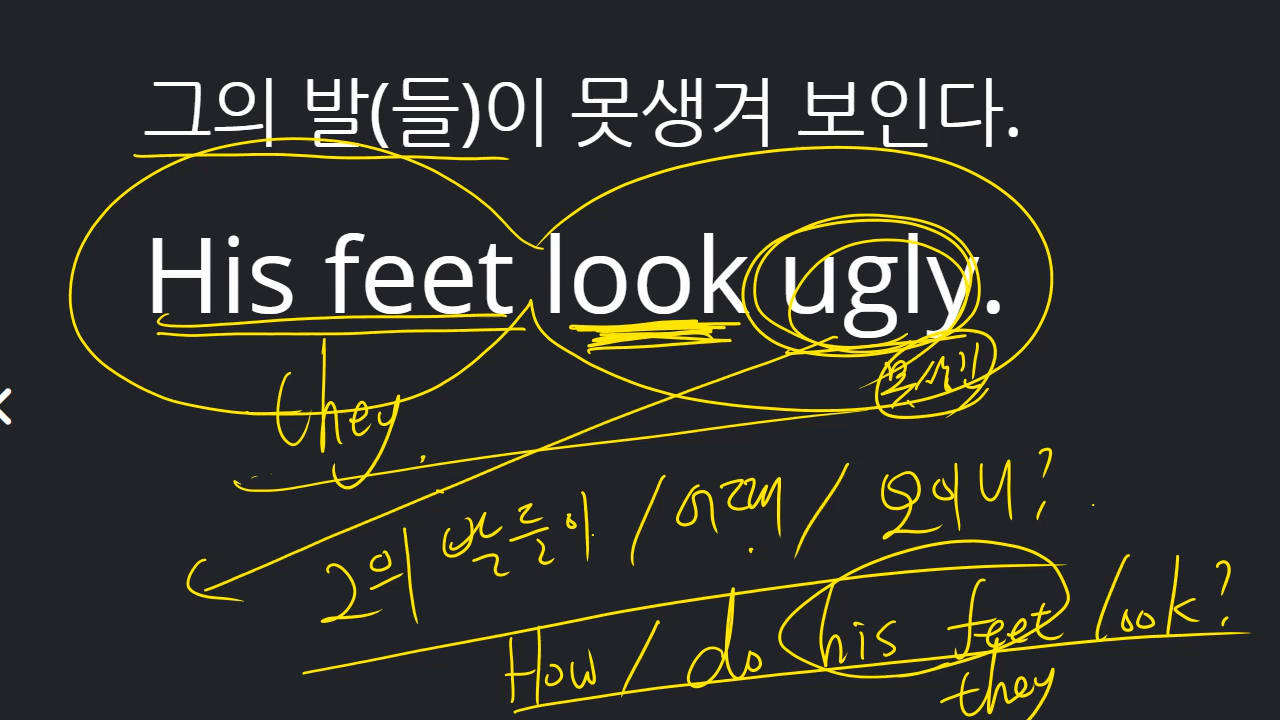 그의 발(들)이 못생겨 보인다.
His feet look ugly.
못생긴
they
그의 발들이 / 어때 / 보이니?
How / do his feet look?
they